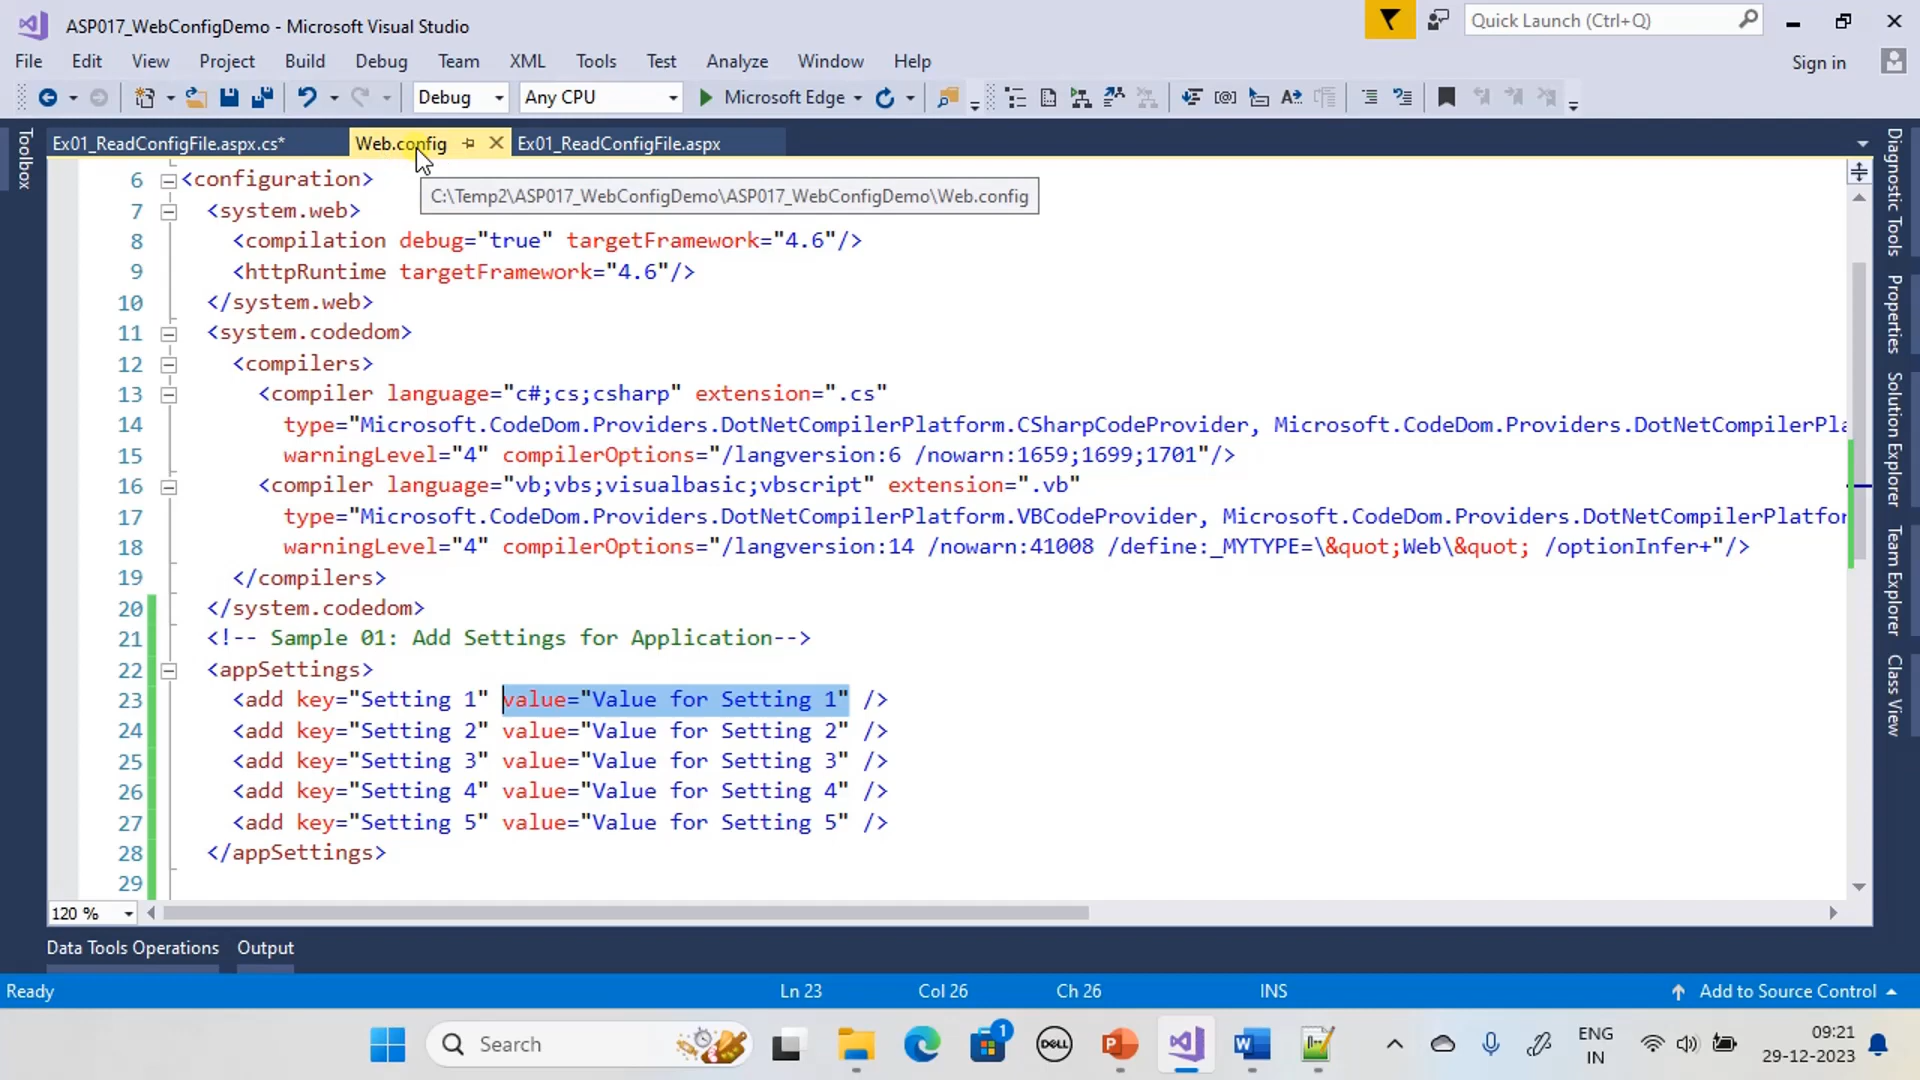 ASP017_WebConfigDemo - Microsoft Visual Studio
Quick Launch (Ctrl+Q)
File Edit View Project Build Debug Team XML Tools Test Analyze Window Help
Sign in
Debug Any CPU Microsoft Edge
Toolbox
Ex01_ReadConfigFile.aspx.cs* Web.config Ex01_ReadConfigFile.aspx
C:\Temp2\ASP017_WebConfigDemo\ASP017_WebConfigDemo\Web.config
6 <configuration>
7 <system.web>
8 <compilation debug="true" targetFramework="4.6"/>
9 <httpRuntime targetFramework="4.6"/>
10 </system.web>
11 <system.codedom>
12 <compilers>
13 <compiler language="c#;cs;csharp" extension=".cs"
14 type="Microsoft.CodeDom.Providers.DotNetCompilerPlatform.CSharpCodeProvider, Microsoft.CodeDom.Providers.DotNetCompilerPla
15 warningLevel="4" compilerOptions="/langversion:6 /nowarn:1659;1699;1701"/>
16 <compiler language="vb;vbs;visualbasic;vbscript" extension=".vb"
17 type="Microsoft.CodeDom.Providers.DotNetCompilerPlatform.VBCodeProvider, Microsoft.CodeDom.Providers.DotNetCompilerPlatfor
18 warningLevel="4" compilerOptions="/langversion:14 /nowarn:41008 /define:_MYTYPE=\&quot;Web\&quot; /optionInfer+"/>
19 </compilers>
20 </system.codedom>
21 <!-- Sample 01: Add Settings for Application-->
22 <appSettings>
23 <add key="Setting 1" value="Value for Setting 1" />
24 <add key="Setting 2" value="Value for Setting 2" />
25 <add key="Setting 3" value="Value for Setting 3" />
26 <add key="Setting 4" value="Value for Setting 4" />
27 <add key="Setting 5" value="Value for Setting 5" />
28 </appSettings>
29
Diagnostic Tools
Properties
Solution Explorer
Team Explorer
Class View
120 %
Data Tools Operations Output
Ready Ln 23 Col 26 Ch 26 INS Add to Source Control
Search
1
DELL
ENG
IN
09:21
29-12-2023